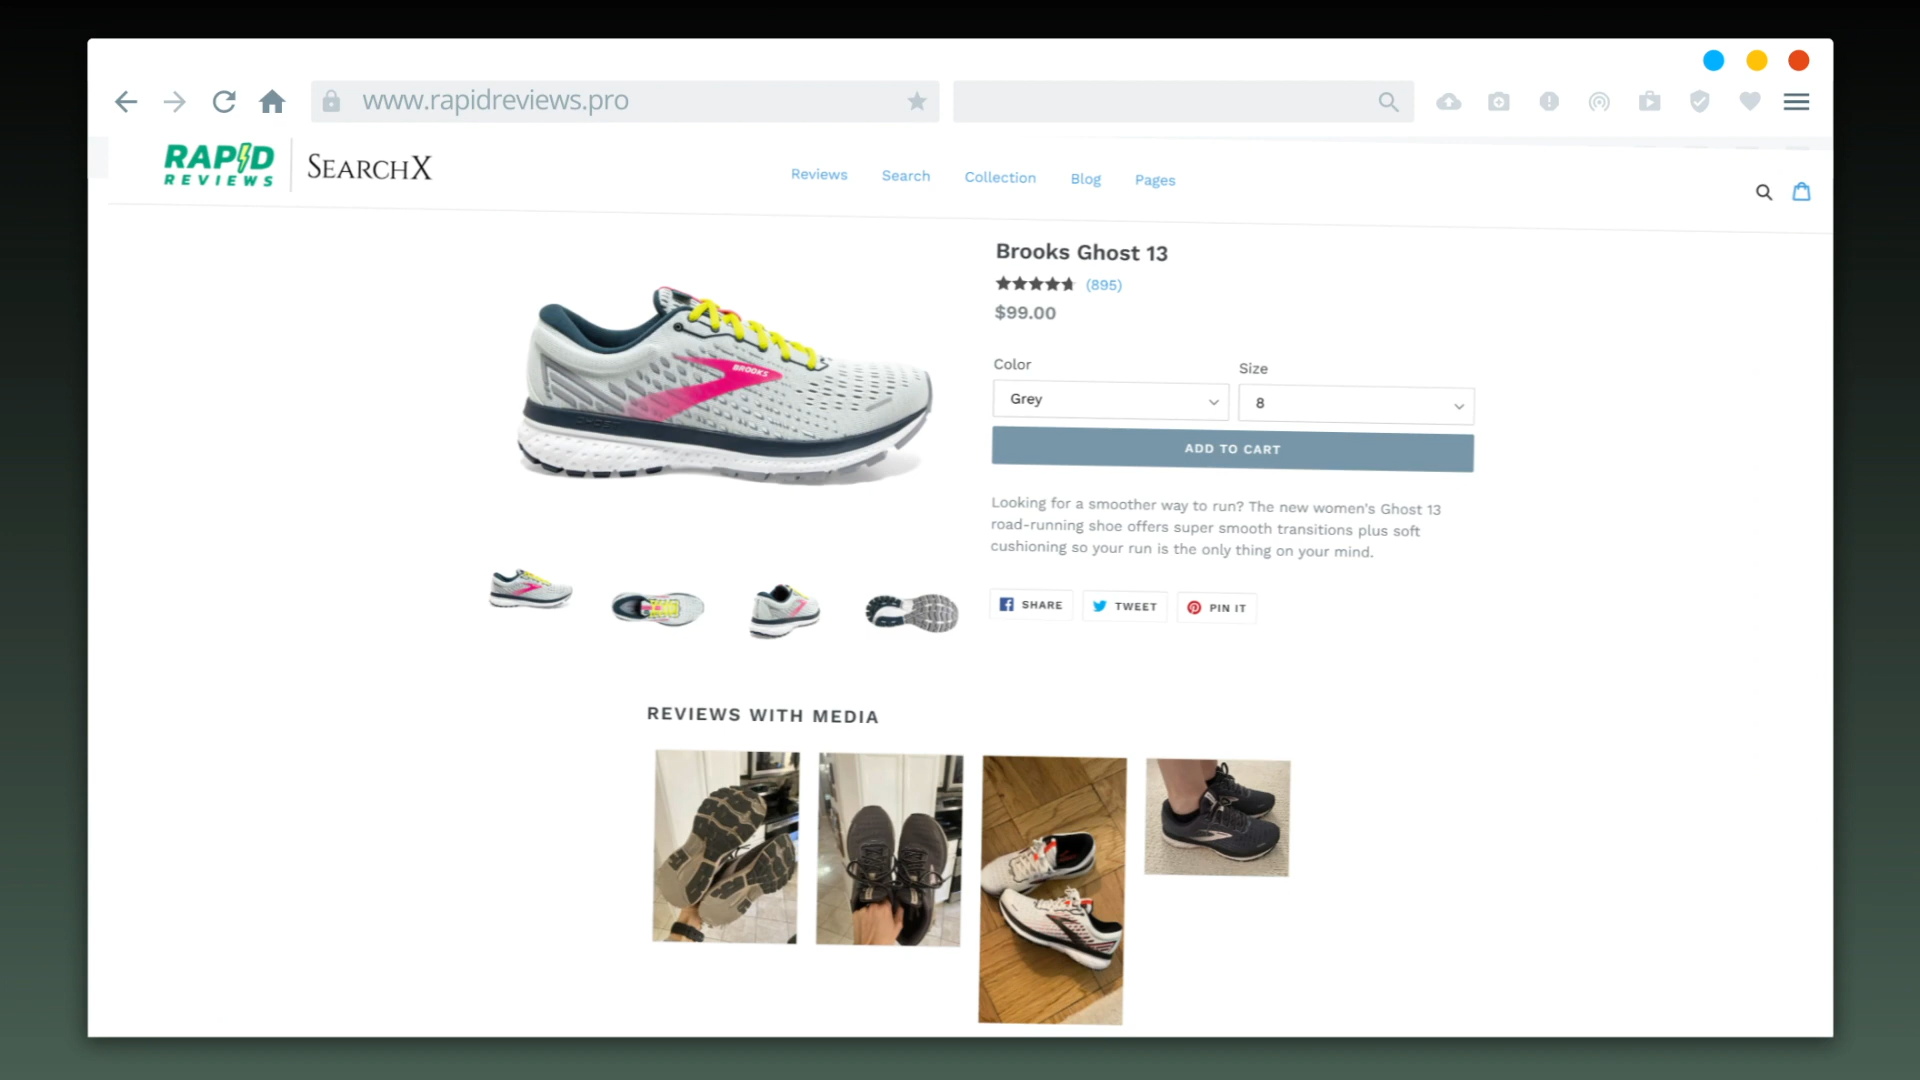 www.rapidreviews.pro
RAPID
REVIEWS
SEARCHX
Reviews
Search
Collection
Blog
Pages
Brooks Ghost 13
(895)
$99.00
Color
Size
Grey
8
ADD TO CART
Looking for a smoother way to run? The new women's Ghost 13
road-running shoe offers super smooth transitions plus soft
cushioning so your run is the only thing on your mind.
BROOKS
GHOST
SHARE
TWEET
PIN IT
REVIEWS WITH MEDIA